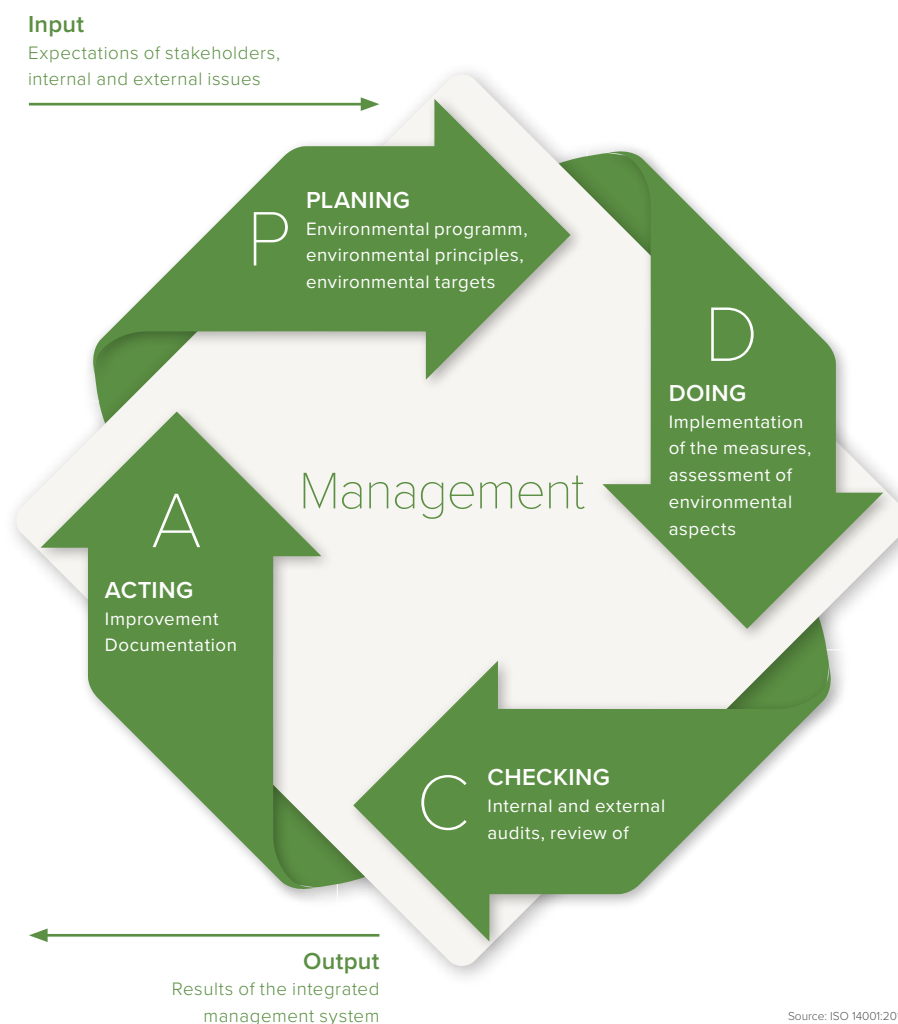 Input
Expectations of stakeholders,
internal and external issues
P
PLANING
Environmental programm,
environmental principles,
environmental targets
D
DOING
Implementation
of the measures,
assessment of
environmental
aspects
Management
A
ACTING
Improvement
Documentation
C
CHECKING
Internal and external
audits, review of
Output
Results of the integrated
management system
Source: ISO